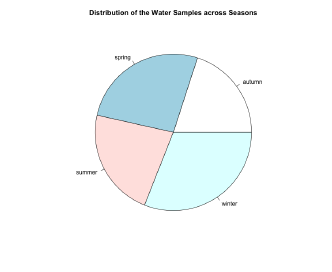 Distribution of the Water Samples across Seasons
spring
autumn
summer
winter